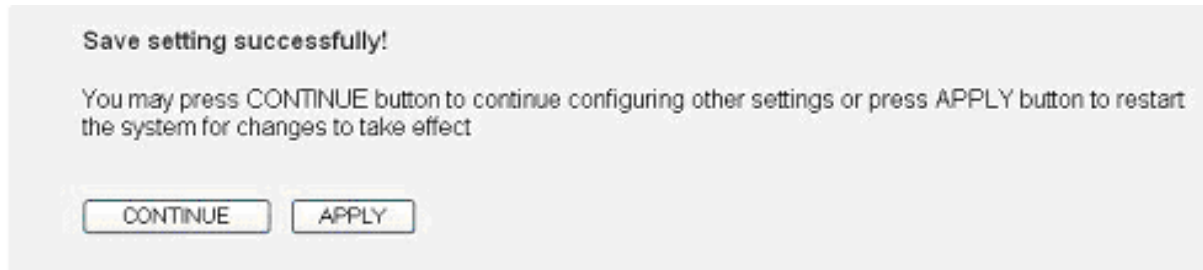 Save setting successfully!
You may press CONTINUE button to continue configuring other settings or press APPLY button to restart
the system for changes to take effect
CONTINUE
APPLY